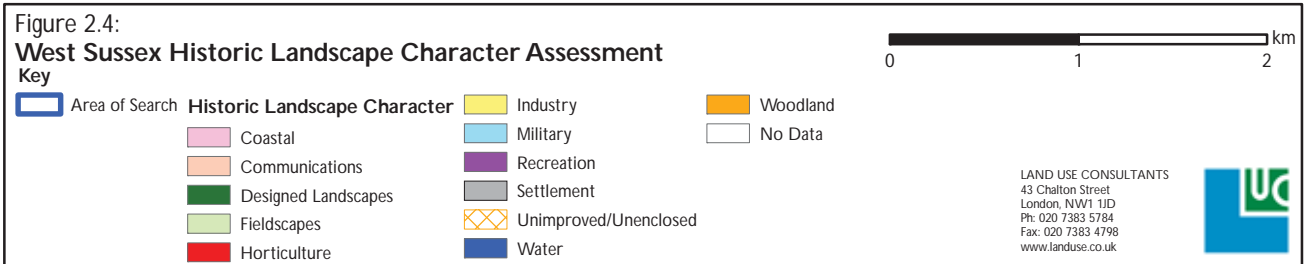 Figure 2.4:
West Sussex Historic Landscape Character Assessment
Key
Area of Search
Historic Landscape Character
Coastal
Communications
Designed Landscapes
Fieldscapes
Horticulture
Industry
Military
Recreation
Settlement
Unimproved/Unenclosed
Water
Woodland
No Data
km
0 1 2
LAND USE CONSULTANTS
43 Chalton Street
London, NW1 1JD
Ph: 020 7383 5784
Fax: 020 7383 4798
www.landuse.co.uk
LUC